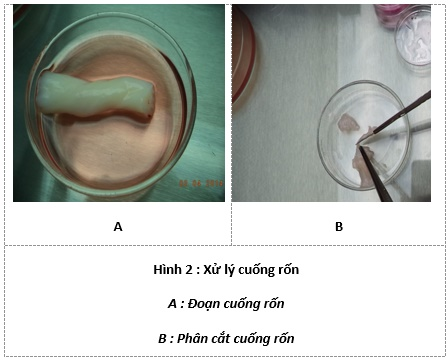 A
B
Hình 2 : Xử lý cuống rốn
A : Đoạn cuống rốn
B : Phân cắt cuống rốn